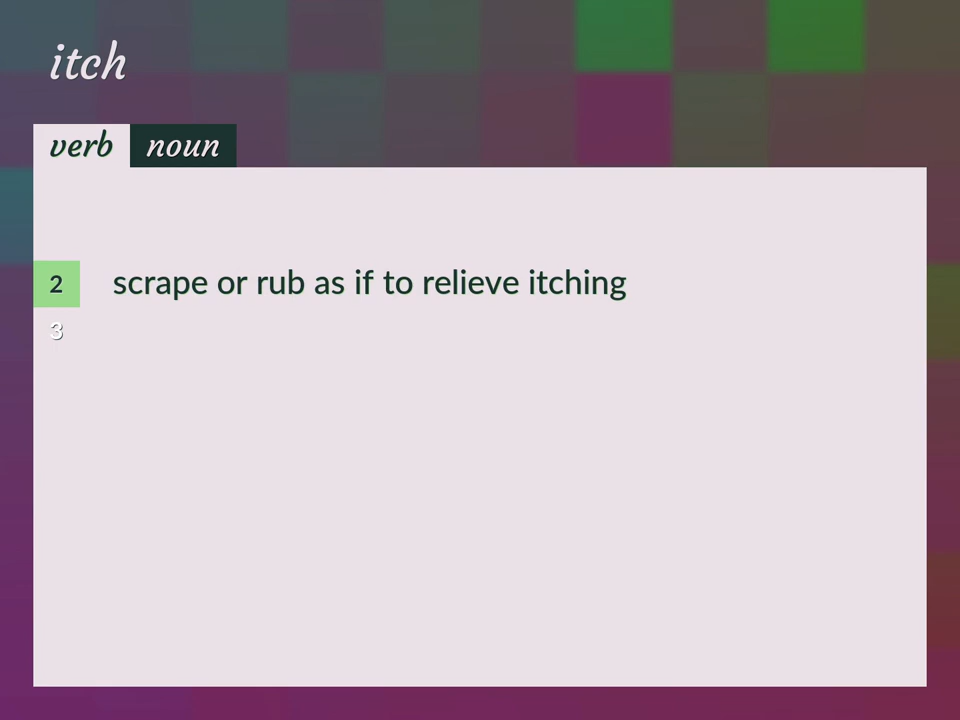 itch
verb noun
2 scrape or rub as if to relieve itching
3